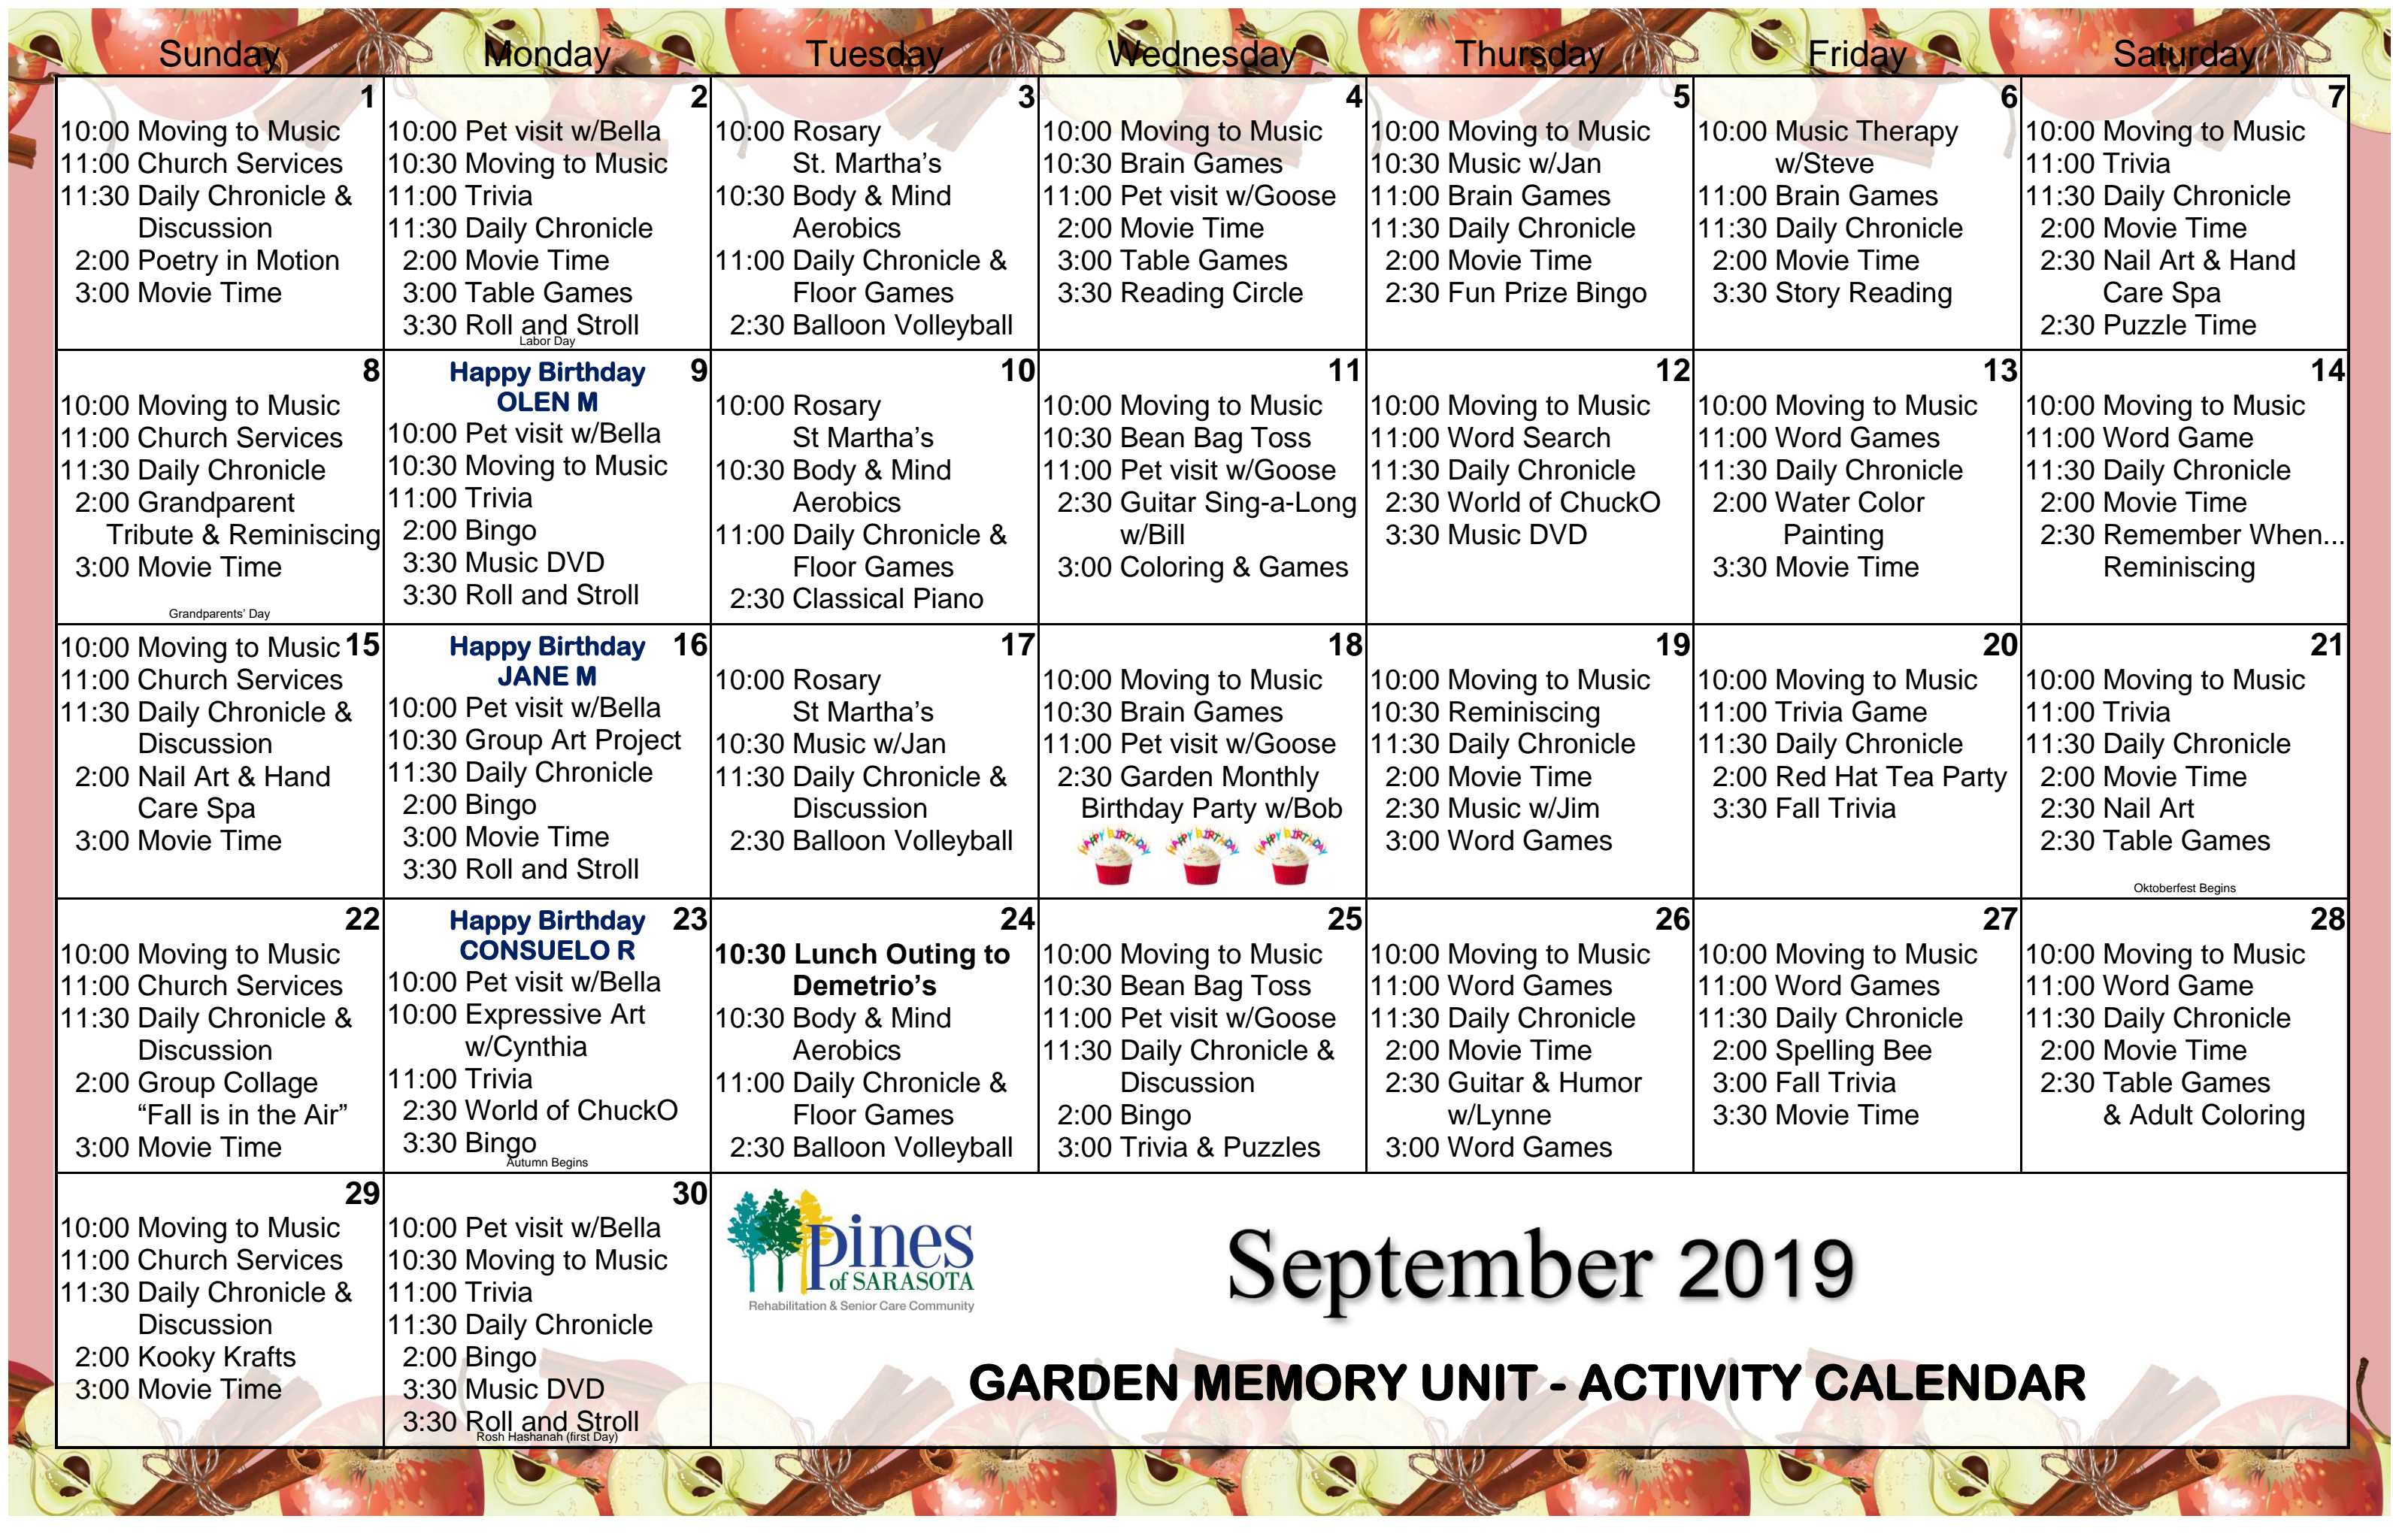 Sunday Monday Tuesday Wednesday Thursday Friday Saturday
1
10:00 Moving to Music
11:00 Church Services
11:30 Daily Chronicle &
Discussion
2:00 Poetry in Motion
3:00 Movie Time
2
10:00 Pet visit w/Bella
10:30 Moving to Music
11:00 Trivia
11:30 Daily Chronicle
2:00 Movie Time
3:00 Table Games
3:30 Roll and Stroll
Labor Day
3
10:00 Rosary
St. Martha’s
10:30 Body & Mind
Aerobics
11:00 Daily Chronicle &
Floor Games
2:30 Balloon Volleyball
4
10:00 Moving to Music
10:30 Brain Games
11:00 Pet visit w/Goose
2:00 Movie Time
3:00 Table Games
3:30 Reading Circle
5
10:00 Moving to Music
10:30 Music w/Jan
11:00 Brain Games
11:30 Daily Chronicle
2:00 Movie Time
2:30 Fun Prize Bingo
6
10:00 Music Therapy
w/Steve
11:00 Brain Games
11:30 Daily Chronicle
2:00 Movie Time
3:30 Story Reading
7
10:00 Moving to Music
11:00 Trivia
11:30 Daily Chronicle
2:00 Movie Time
2:30 Nail Art & Hand
Care Spa
2:30 Puzzle Time
8
10:00 Moving to Music
11:00 Church Services
11:30 Daily Chronicle
2:00 Grandparent
Tribute & Reminiscing
3:00 Movie Time
Grandparents’ Day
Happy Birthday 9
OLEN M
10:00 Pet visit w/Bella
10:30 Moving to Music
11:00 Trivia
2:00 Bingo
3:30 Music DVD
3:30 Roll and Stroll
10
10:00 Rosary
St Martha’s
10:30 Body & Mind
Aerobics
11:00 Daily Chronicle &
Floor Games
2:30 Classical Piano
11
10:00 Moving to Music
10:30 Bean Bag Toss
11:00 Pet visit w/Goose
2:30 Guitar Sing-a-Long
w/Bill
3:00 Coloring & Games
12
10:00 Moving to Music
11:00 Word Search
11:30 Daily Chronicle
2:30 World of ChuckO
3:30 Music DVD
13
10:00 Moving to Music
11:00 Word Games
11:30 Daily Chronicle
2:00 Water Color
Painting
3:30 Movie Time
14
10:00 Moving to Music
11:00 Word Game
11:30 Daily Chronicle
2:00 Movie Time
2:30 Remember When...
Reminiscing
10:00 Moving to Music 15
11:00 Church Services
11:30 Daily Chronicle &
Discussion
2:00 Nail Art & Hand
Care Spa
3:00 Movie Time
Happy Birthday 16
JANE M
10:00 Pet visit w/Bella
10:30 Group Art Project
11:30 Daily Chronicle
2:00 Bingo
3:00 Movie Time
3:30 Roll and Stroll
17
10:00 Rosary
St Martha’s
10:30 Music w/Jan
11:30 Daily Chronicle &
Discussion
2:30 Balloon Volleyball
18
10:00 Moving to Music
10:30 Brain Games
11:00 Pet visit w/Goose
2:30 Garden Monthly
Birthday Party w/Bob
HAPPY BIRTHDAY HAPPY BIRTHDAY HAPPY BIRTHDAY
19
10:00 Moving to Music
10:30 Reminiscing
11:30 Daily Chronicle
2:00 Movie Time
2:30 Music w/Jim
3:00 Word Games
20
10:00 Moving to Music
11:00 Trivia Game
11:30 Daily Chronicle
2:00 Red Hat Tea Party
3:30 Fall Trivia
21
10:00 Moving to Music
11:00 Trivia
11:30 Daily Chronicle
2:00 Movie Time
2:30 Nail Art
2:30 Table Games
Oktoberfest Begins
22
10:00 Moving to Music
11:00 Church Services
11:30 Daily Chronicle &
Discussion
2:00 Group Collage
“Fall is in the Air”
3:00 Movie Time
Happy Birthday 23
CONSUELO R
10:00 Pet visit w/Bella
10:00 Expressive Art
w/Cynthia
11:00 Trivia
2:30 World of ChuckO
3:30 Bingo
Autumn Begins
24
10:30 Lunch Outing to
Demetrio’s
10:30 Body & Mind
Aerobics
11:00 Daily Chronicle &
Floor Games
2:30 Balloon Volleyball
25
10:00 Moving to Music
10:30 Bean Bag Toss
11:00 Pet visit w/Goose
11:30 Daily Chronicle &
Discussion
2:00 Bingo
3:00 Trivia & Puzzles
26
10:00 Moving to Music
11:00 Word Games
11:30 Daily Chronicle
2:00 Movie Time
2:30 Guitar & Humor
w/Lynne
3:00 Word Games
27
10:00 Moving to Music
11:00 Word Games
11:30 Daily Chronicle
2:00 Spelling Bee
3:00 Fall Trivia
3:30 Movie Time
28
10:00 Moving to Music
11:00 Word Game
11:30 Daily Chronicle
2:00 Movie Time
2:30 Table Games
& Adult Coloring
29
10:00 Moving to Music
11:00 Church Services
11:30 Daily Chronicle &
Discussion
2:00 Kooky Krafts
3:00 Movie Time
30
10:00 Pet visit w/Bella
10:30 Moving to Music
11:00 Trivia
11:30 Daily Chronicle
2:00 Bingo
3:30 Music DVD
3:30 Roll and Stroll
Rosh Hashanah (first Day)
pines
of SARASOTA
Rehabilitation & Senior Care Community
September 2019
GARDEN MEMORY UNIT - ACTIVITY CALENDAR